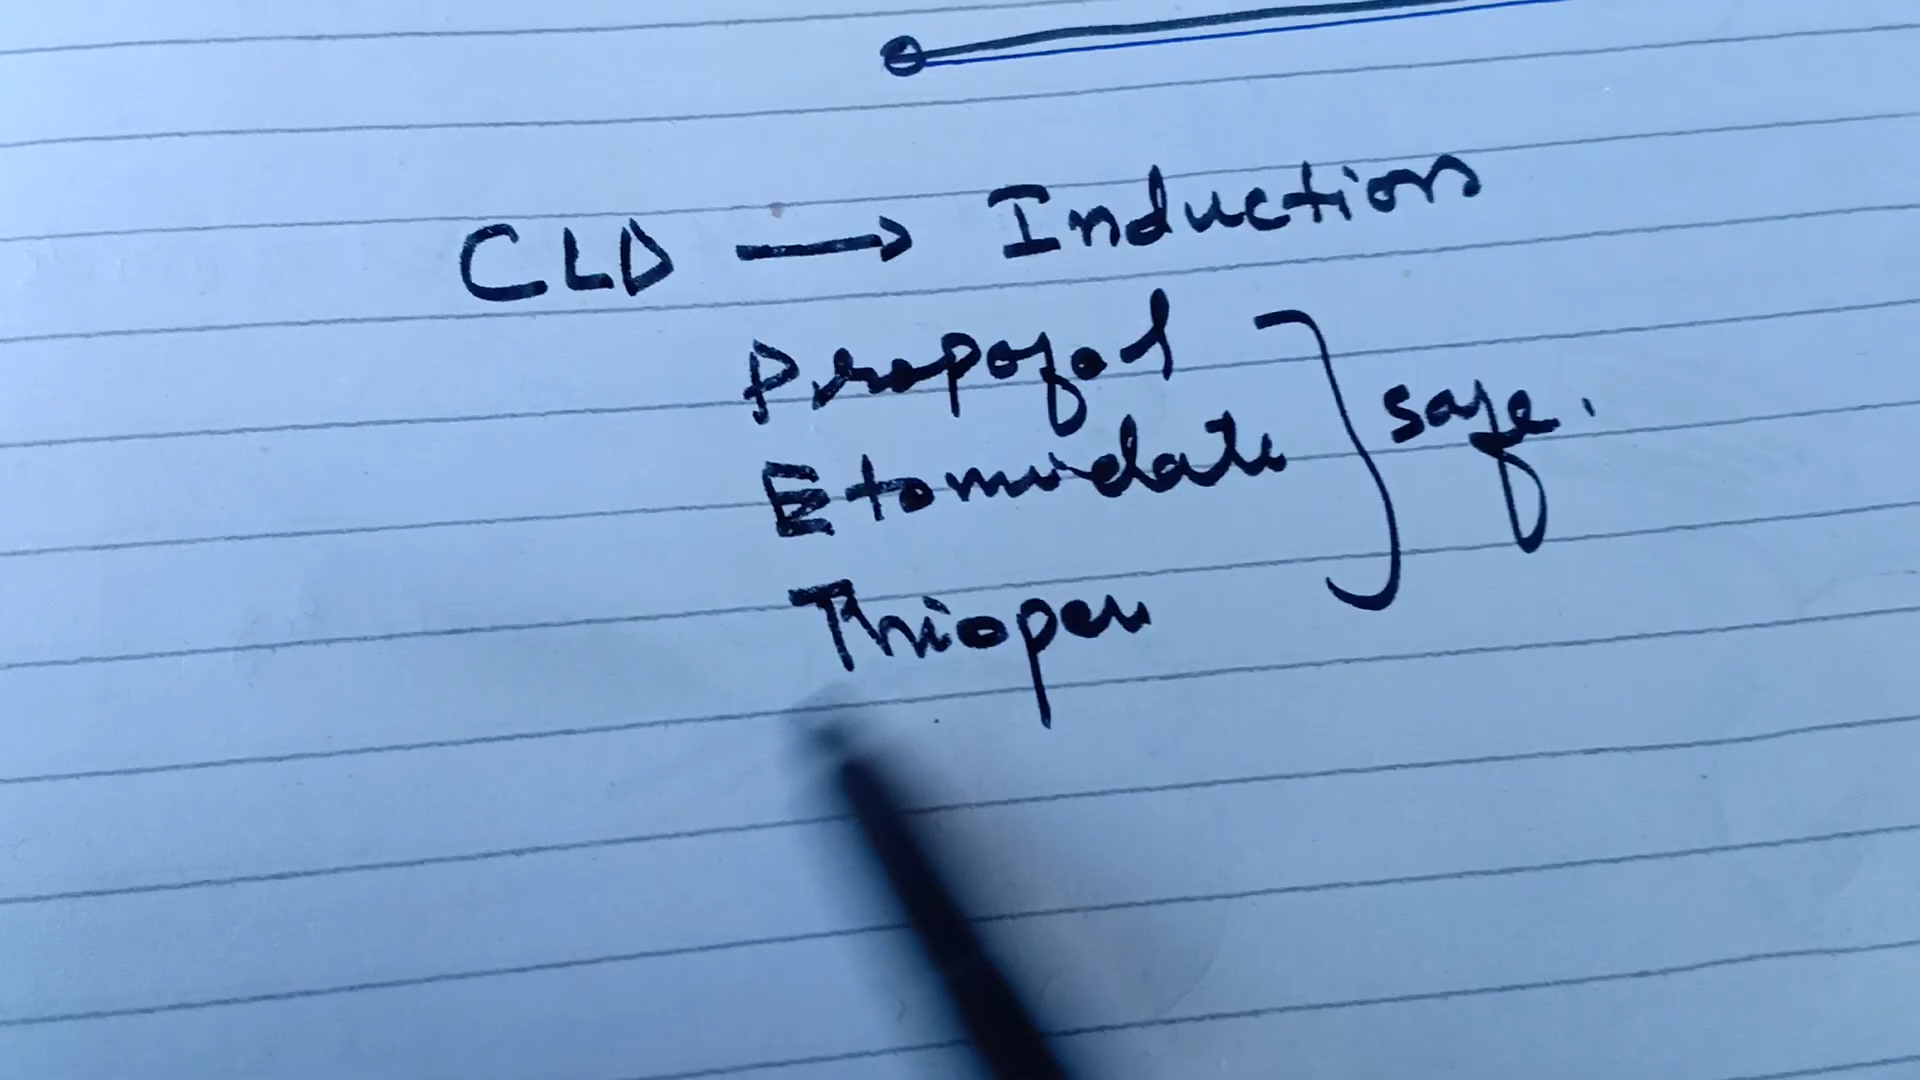 CLD → Induction
Propofol
Etomidate
safe.
Thiopen